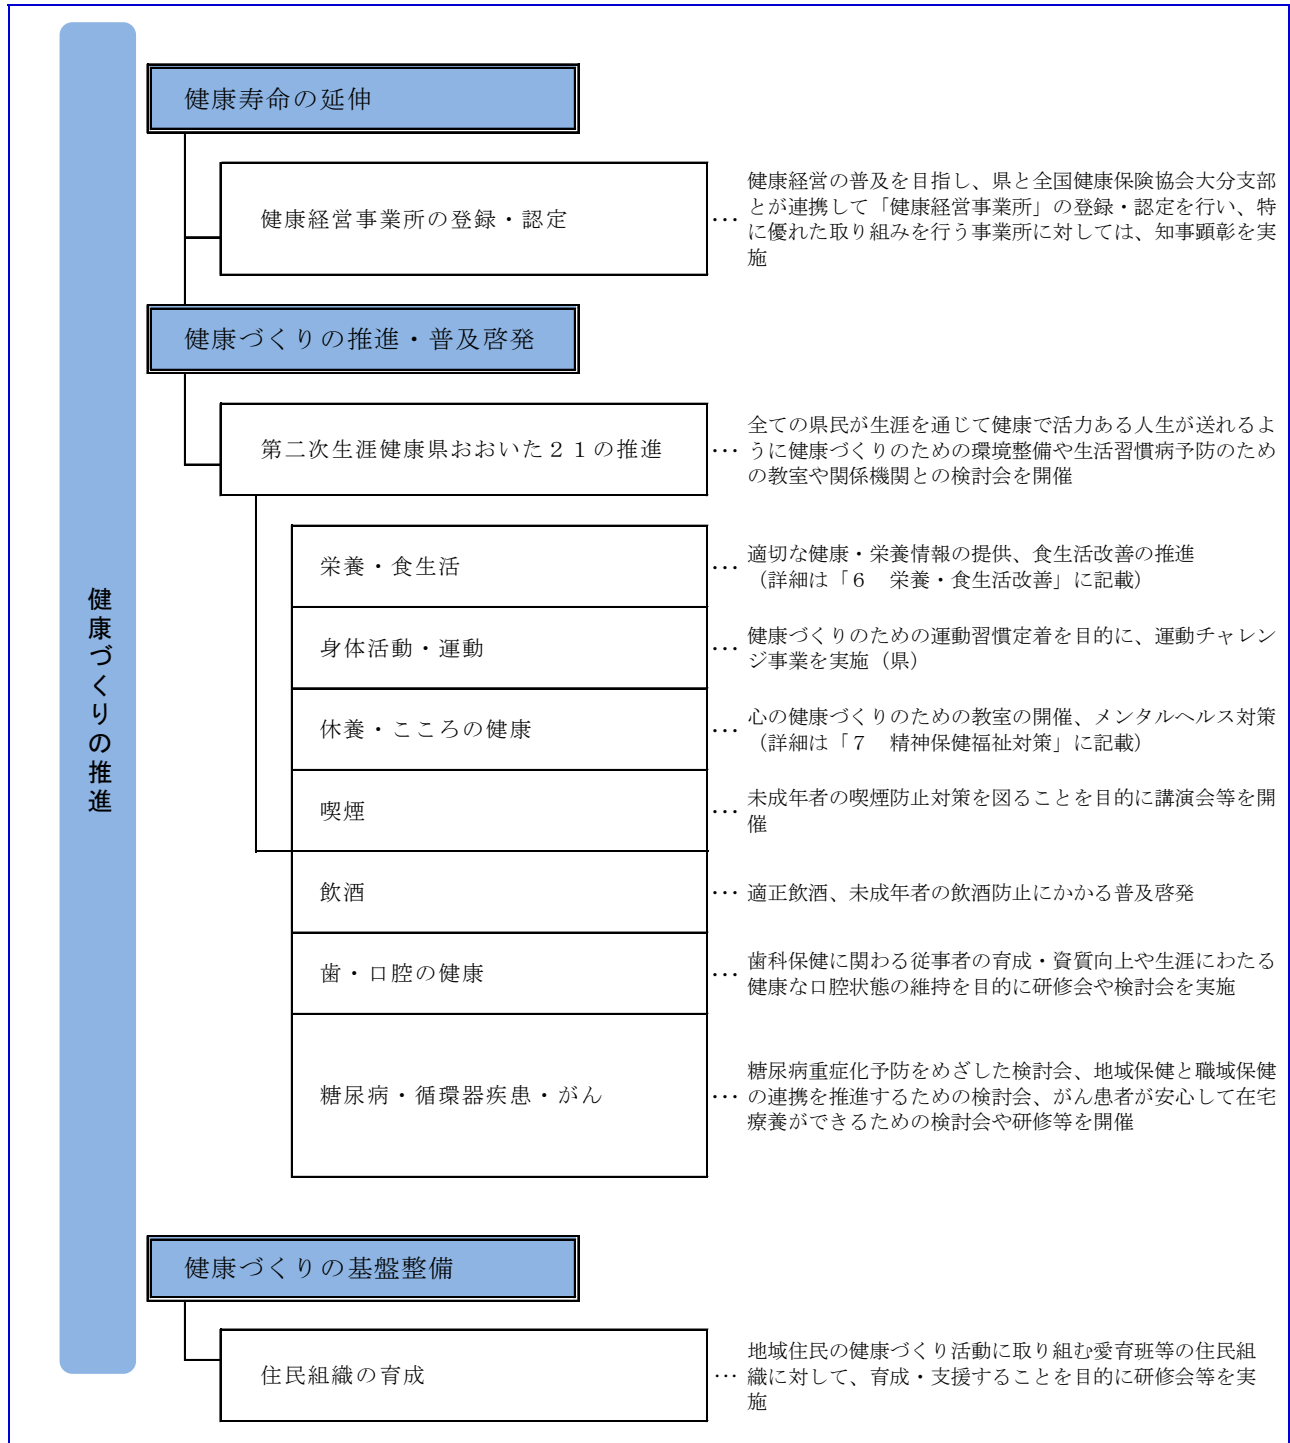 健康づくりの推進
健康寿命の延伸
健康経営事業所の登録・認定
… 健康経営の普及を目指し、県と全国健康保険協会大分支部
とが連携して「健康経営事業所」の登録・認定を行い、特
に優れた取り組みを行う事業所に対しては、知事顕彰を実
施
健康づくりの推進・普及啓発
第二次生涯健康県おおいた２１の推進
… 全ての県民が生涯を通じて健康で活力ある人生が送れるよ
うに健康づくりのための環境整備や生活習慣病予防のため
の教室や関係機関との検討会を開催
栄養・食生活
… 適切な健康・栄養情報の提供、食生活改善の推進
（詳細は「６　栄養・食生活改善」に記載）
身体活動・運動
… 健康づくりのための運動習慣定着を目的に、運動チャレン
ジ事業を実施（県）
休養・こころの健康
… 心の健康づくりのための教室の開催、メンタルヘルス対策
（詳細は「７　精神保健福祉対策」に記載）
喫煙
… 未成年者の喫煙防止対策を図ることを目的に講演会等を開
催
飲酒
… 適正飲酒、未成年者の飲酒防止にかかる普及啓発
歯・口腔の健康
… 歯科保健に関わる従事者の育成・資質向上や生涯にわたる
健康な口腔状態の維持を目的に研修会や検討会を実施
糖尿病・循環器疾患・がん
… 糖尿病重症化予防をめざした検討会、地域保健と職域保健
の連携を推進するための検討会、がん患者が安心して在宅
療養ができるための検討会や研修等を開催
健康づくりの基盤整備
住民組織の育成
… 地域住民の健康づくり活動に取り組む愛育班等の住民組
織に対して、育成・支援することを目的に研修会等を実
施